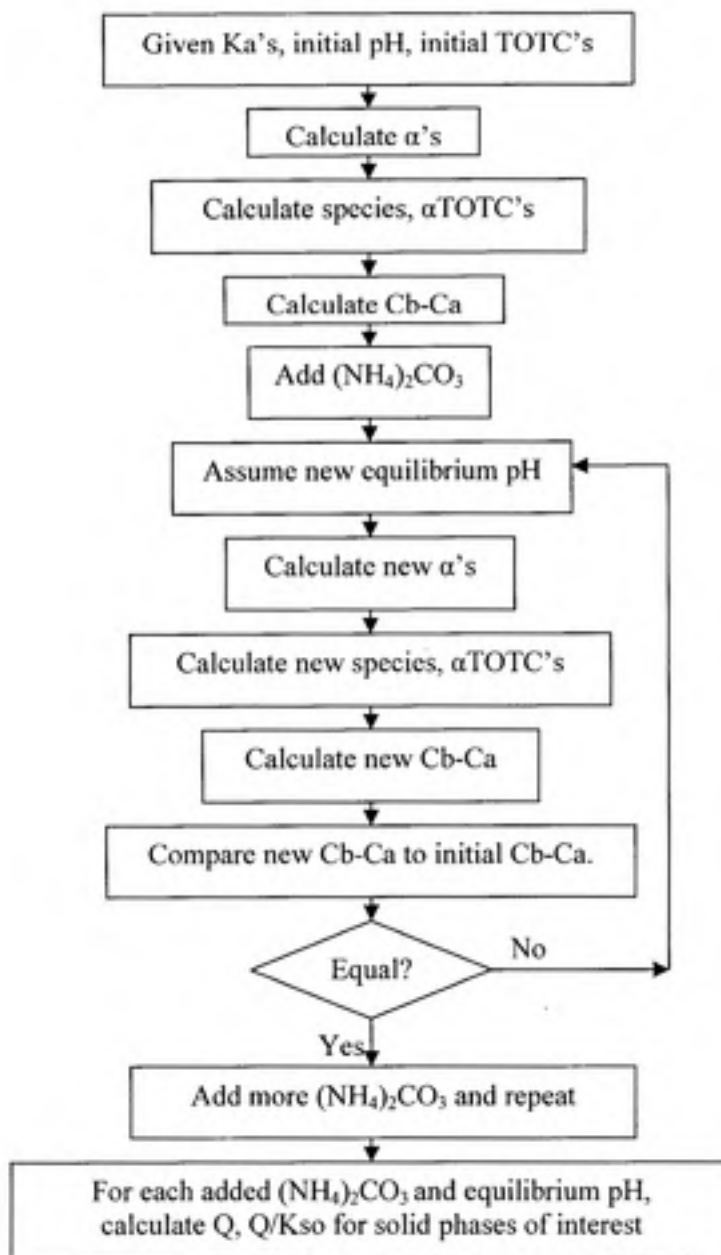 Given Ka's, initial pH, initial TOTC's
Calculate α's
Calculate species, αTOTC's
Calculate Cb-Ca
Add (NH₄)₂CO₃
Assume new equilibrium pH
Calculate new α's
Calculate new species, αTOTC's
Calculate new Cb-Ca
Compare new Cb-Ca to initial Cb-Ca.
Equal?
No
Yes
Add more (NH₄)₂CO₃ and repeat
For each added (NH₄)₂CO₃ and equilibrium pH,
calculate Q, Q/Kso for solid phases of interest